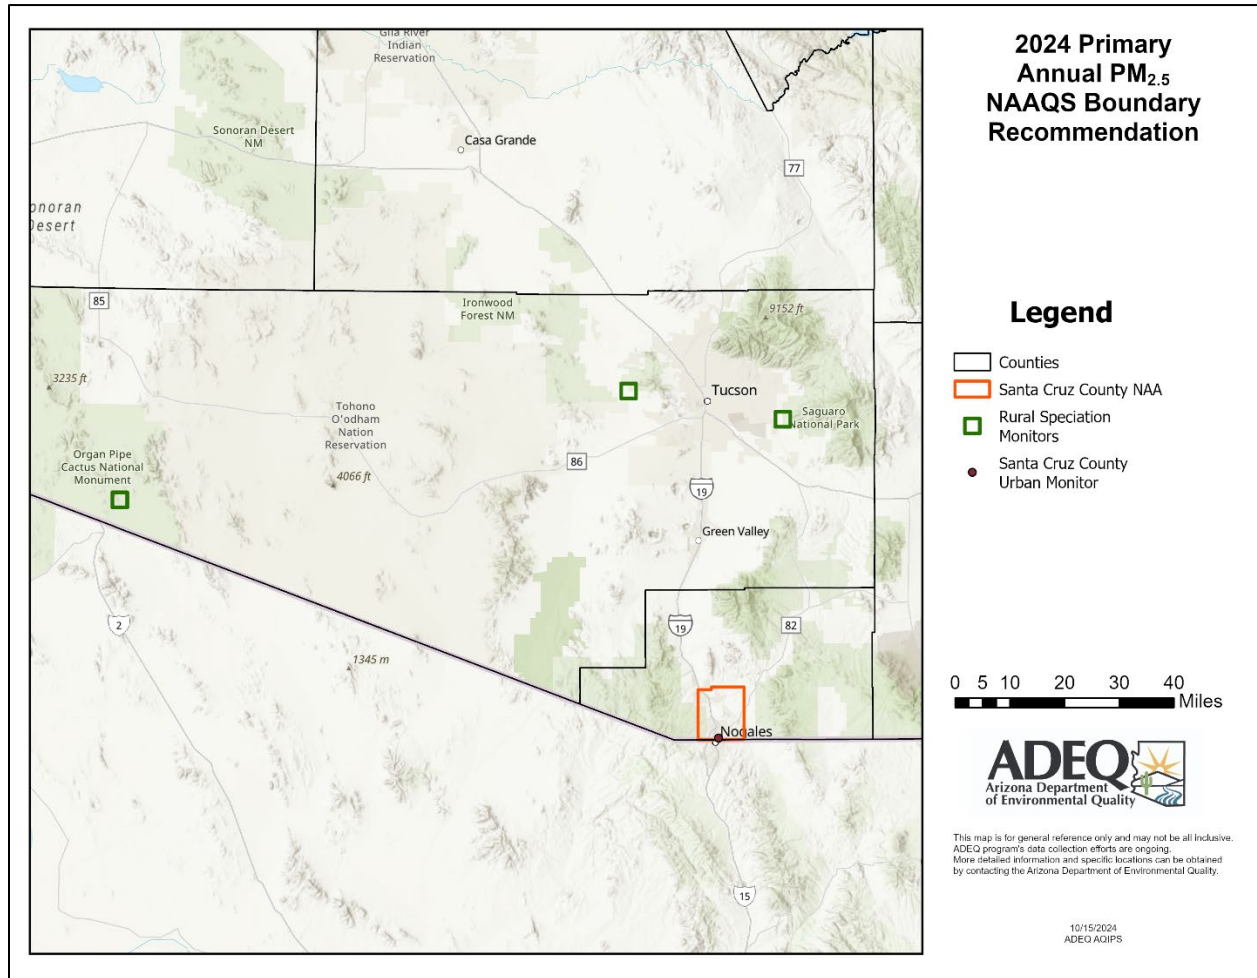 2024 Primary
Annual PM2.5
NAAQS Boundary
Recommendation
Gila River
Indian
Reservation
Sonoran Desert
NM
Casa Grande
77
onoran
Desert
85
Ironwood
Forest NM
9152 ft
3235 ft
Tucson
Tohono
O'odham
Nation
Reservation
Saguaro
National Park
Organ Pipe
Cactus National
Monument
4066 ft
86
19
Green Valley
2
19
82
1345 m
Nogales
15
Legend
Counties
Santa Cruz County NAA
Rural Speciation
Monitors
Santa Cruz County
Urban Monitor
0 5 10 20 30 40
Miles
ADEQ
Arizona Department
of Environmental Quality
This map is for general reference only and may not be all inclusive.
ADEQ program's data collection efforts are ongoing.
More detailed information and specific locations can be obtained
by contacting the Arizona Department of Environmental Quality.
10/15/2024
ADEQ AQIPS